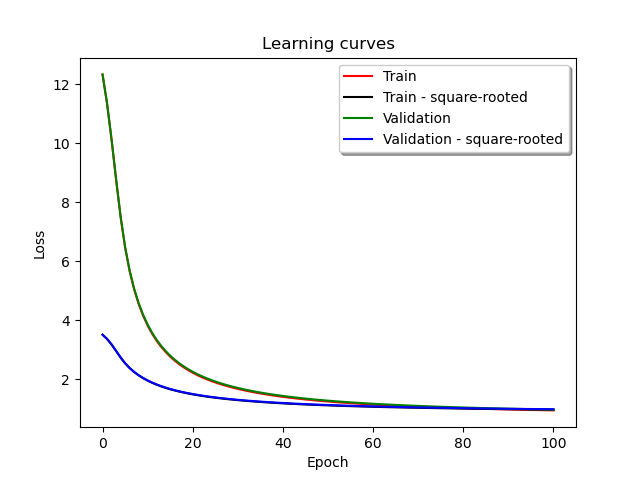 Learning curves
Train
Train - square-rooted
Validation
Validation - square-rooted
12
10
8
6
4
2
Loss
0
20
40
60
80
100
Epoch